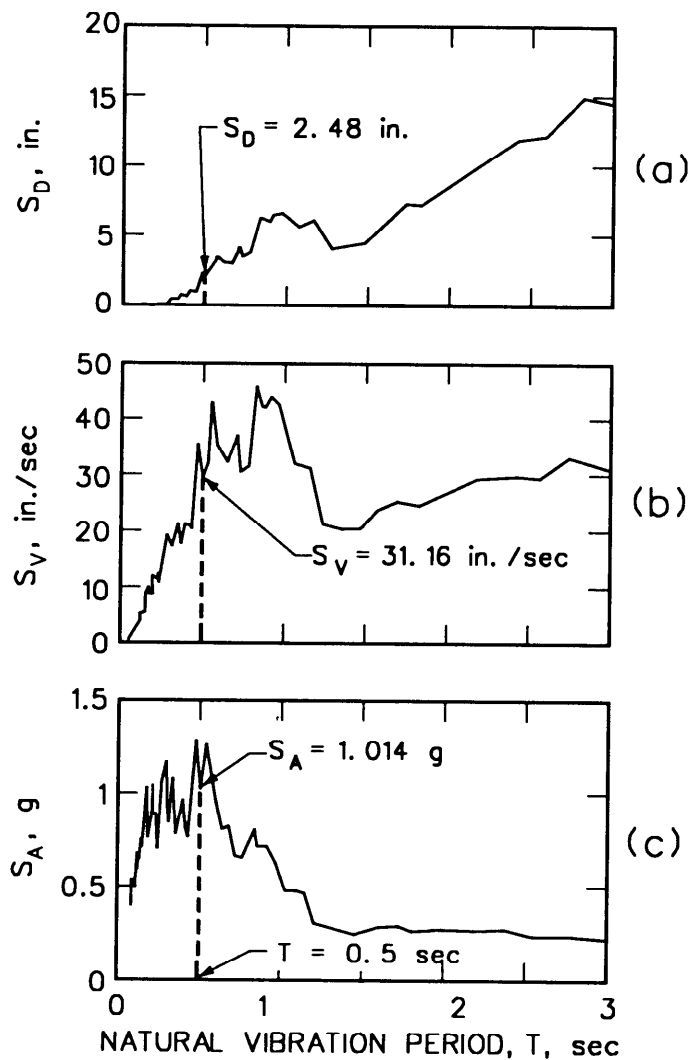 20
15
10
5
0
S_D, in.
S_D = 2.48 in.
(a)
50
40
30
20
10
0
S_V, in./sec
S_V = 31.16 in./sec
(b)
1.5
1
0.5
0
S_A, g
S_A = 1.014 g
T = 0.5 sec
(c)
0 1 2 3
NATURAL VIBRATION PERIOD, T, sec